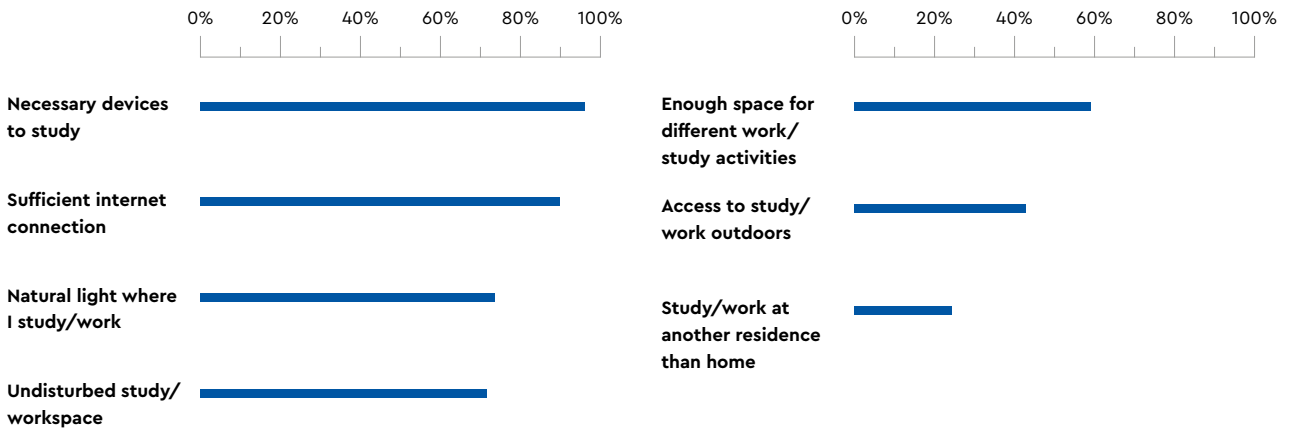 0% 20% 40% 60% 80% 100%
Necessary devices
to study
Sufficient internet
connection
Natural light where
I study/work
Undisturbed study/
workspace
0% 20% 40% 60% 80% 100%
Enough space for
different work/
study activities
Access to study/
work outdoors
Study/work at
another residence
than home